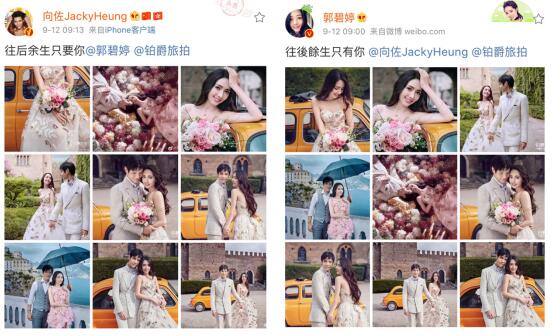 向佐JackyHeung
9-12 09:13 来自iPhone客户端
往后余生只要你@郭碧婷 @铂爵旅拍
郭碧婷
9-12 09:00 来自微博 weibo.com
往後餘生只有你 @向佐JackyHeung @铂爵旅拍